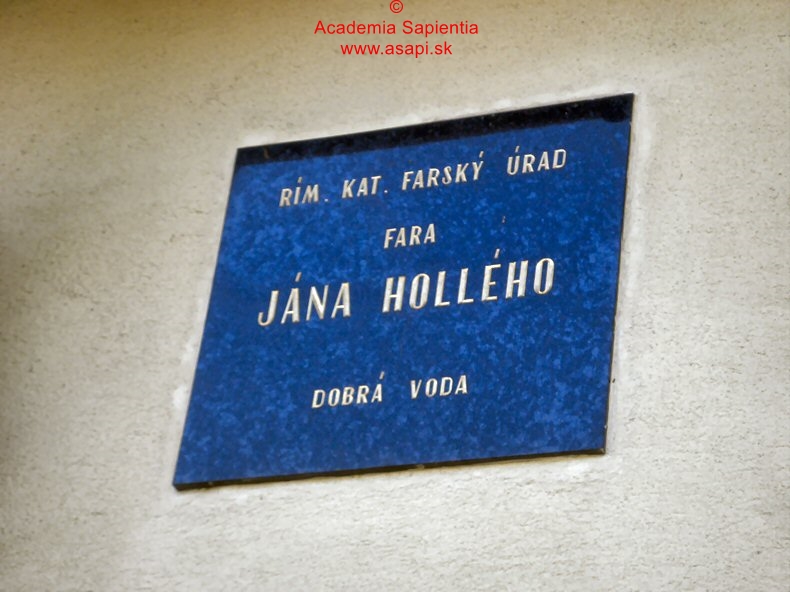 ©
Academia Sapientia
www.asapi.sk
RÍM. KAT. FARSKÝ ÚRAD
FARA
JÁNA HOLLÉHO
DOBRÁ VODA